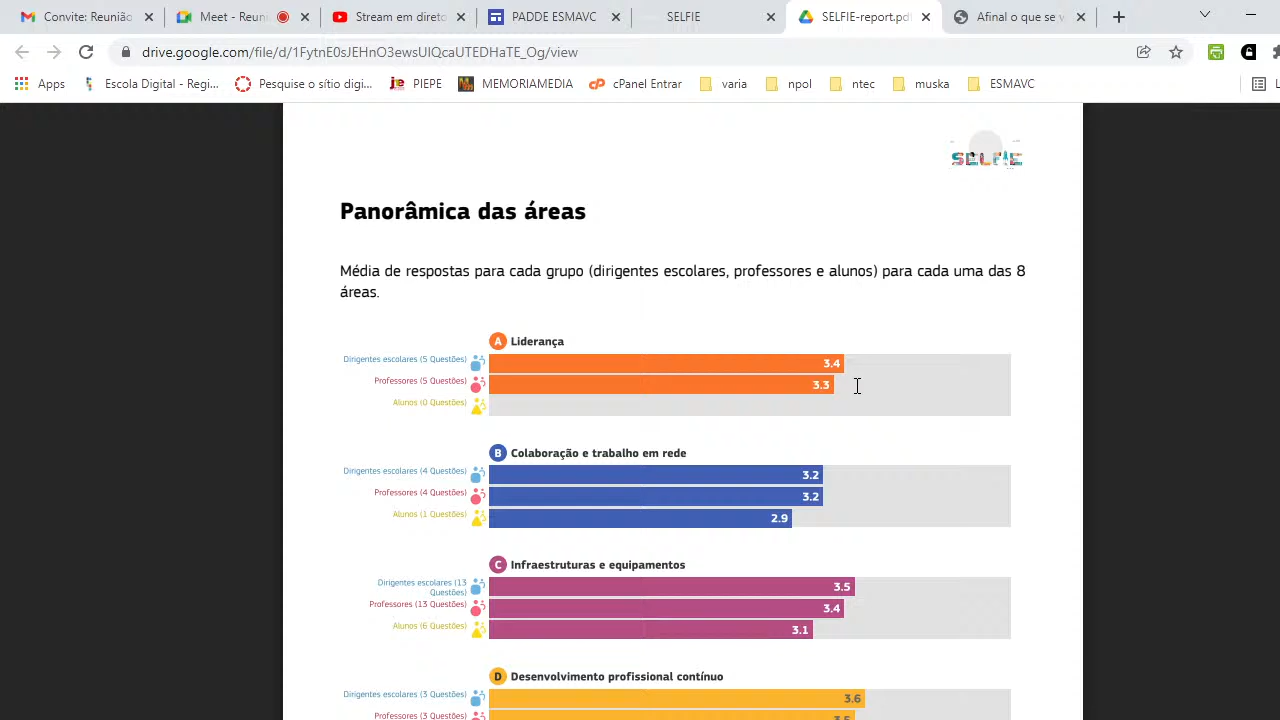 Conte: Reunião
Meet – Reuni
Stream em direto
PADDE ESMAVC
SELFIE
SELFIE-report.pdf
Afinal o que se v
drive.google.com/file/d/1FytnE0sJEHnO3ewsUIQcaUTEDHaTE_Og/view
Apps
Escola Digital - Regi...
Pesquise o sítio digi...
PIEPE
MEMORIAMEDIA
cPanel Entrar
varia
npol
ntec
muska
ESMAVC
SELFIE
Panorâmica das áreas
Média de respostas para cada grupo (dirigentes escolares, professores e alunos) para cada uma das 8
áreas.
A Liderança
Dirigentes escolares (5 Questões) 3.4
Professores (5 Questões) 3.3
Alunos (0 Questões)
B Colaboração e trabalho em rede
Dirigentes escolares (4 Questões) 3.2
Professores (4 Questões) 3.2
Alunos (1 Questões) 2.9
C Infraestruturas e equipamentos
Dirigentes escolares (13
Questões) 3.5
Professores (13 Questões) 3.4
Alunos (6 Questões) 3.1
D Desenvolvimento profissional contínuo
Dirigentes escolares (3 Questões) 3.6
Professores (3 Questões) 3.5